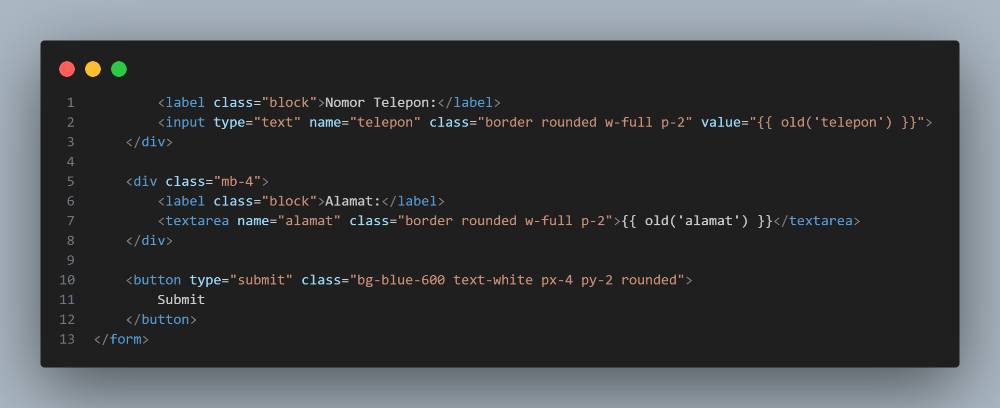 1 <label class="block">Nomor Telepon:</label>
2 <input type="text" name="telepon" class="border rounded w-full p-2" value="{{ old('telepon') }}">
3 </div>
4
5 <div class="mb-4">
6 <label class="block">Alamat:</label>
7 <textarea name="alamat" class="border rounded w-full p-2">{{ old('alamat') }}</textarea>
8 </div>
9
10 <button type="submit" class="bg-blue-600 text-white px-4 py-2 rounded">
11 Submit
12 </button>
13 </form>